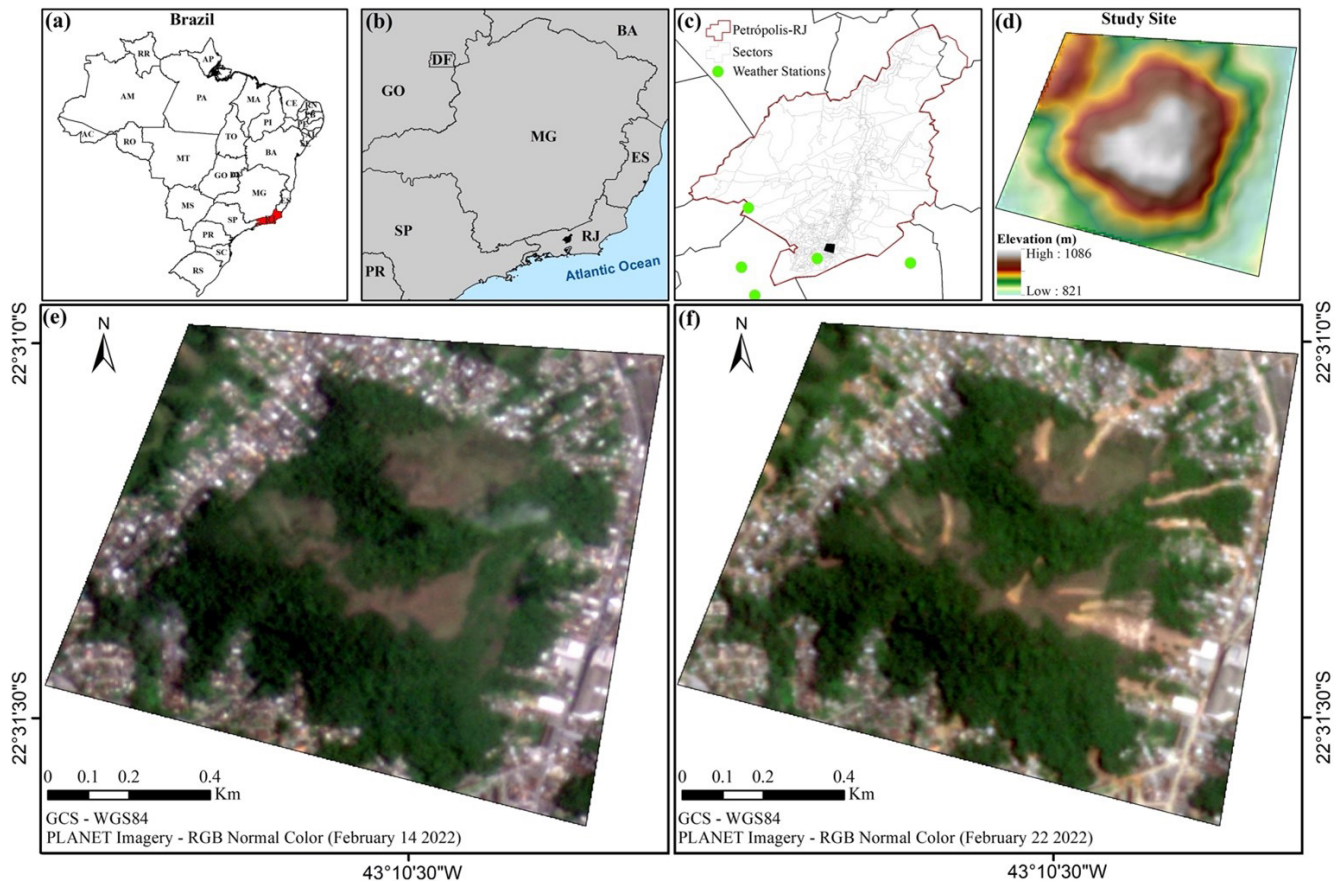 (a)
Brazil
RR
AP
AM
PA
MA
CE
RN
PB
PI
AC
RO
TO
MT
BA
GO
MG
ES
MS
SP
PR
SC
RS
(b)
BA
DF
GO
MG
ES
SP
RJ
PR
Atlantic Ocean
(c)
Petrópolis-RJ
Sectors
Weather Stations
(d)
Study Site
Elevation (m)
High : 1086
Low : 821
(e)
N
22°31'0"S
22°31'30"S
0 0.1 0.2 0.4
Km
GCS - WGS84
PLANET Imagery - RGB Normal Color (February 14 2022)
43°10'30"W
(f)
N
22°31'0"S
22°31'30"S
0 0.1 0.2 0.4
Km
GCS - WGS84
PLANET Imagery - RGB Normal Color (February 22 2022)
43°10'30"W